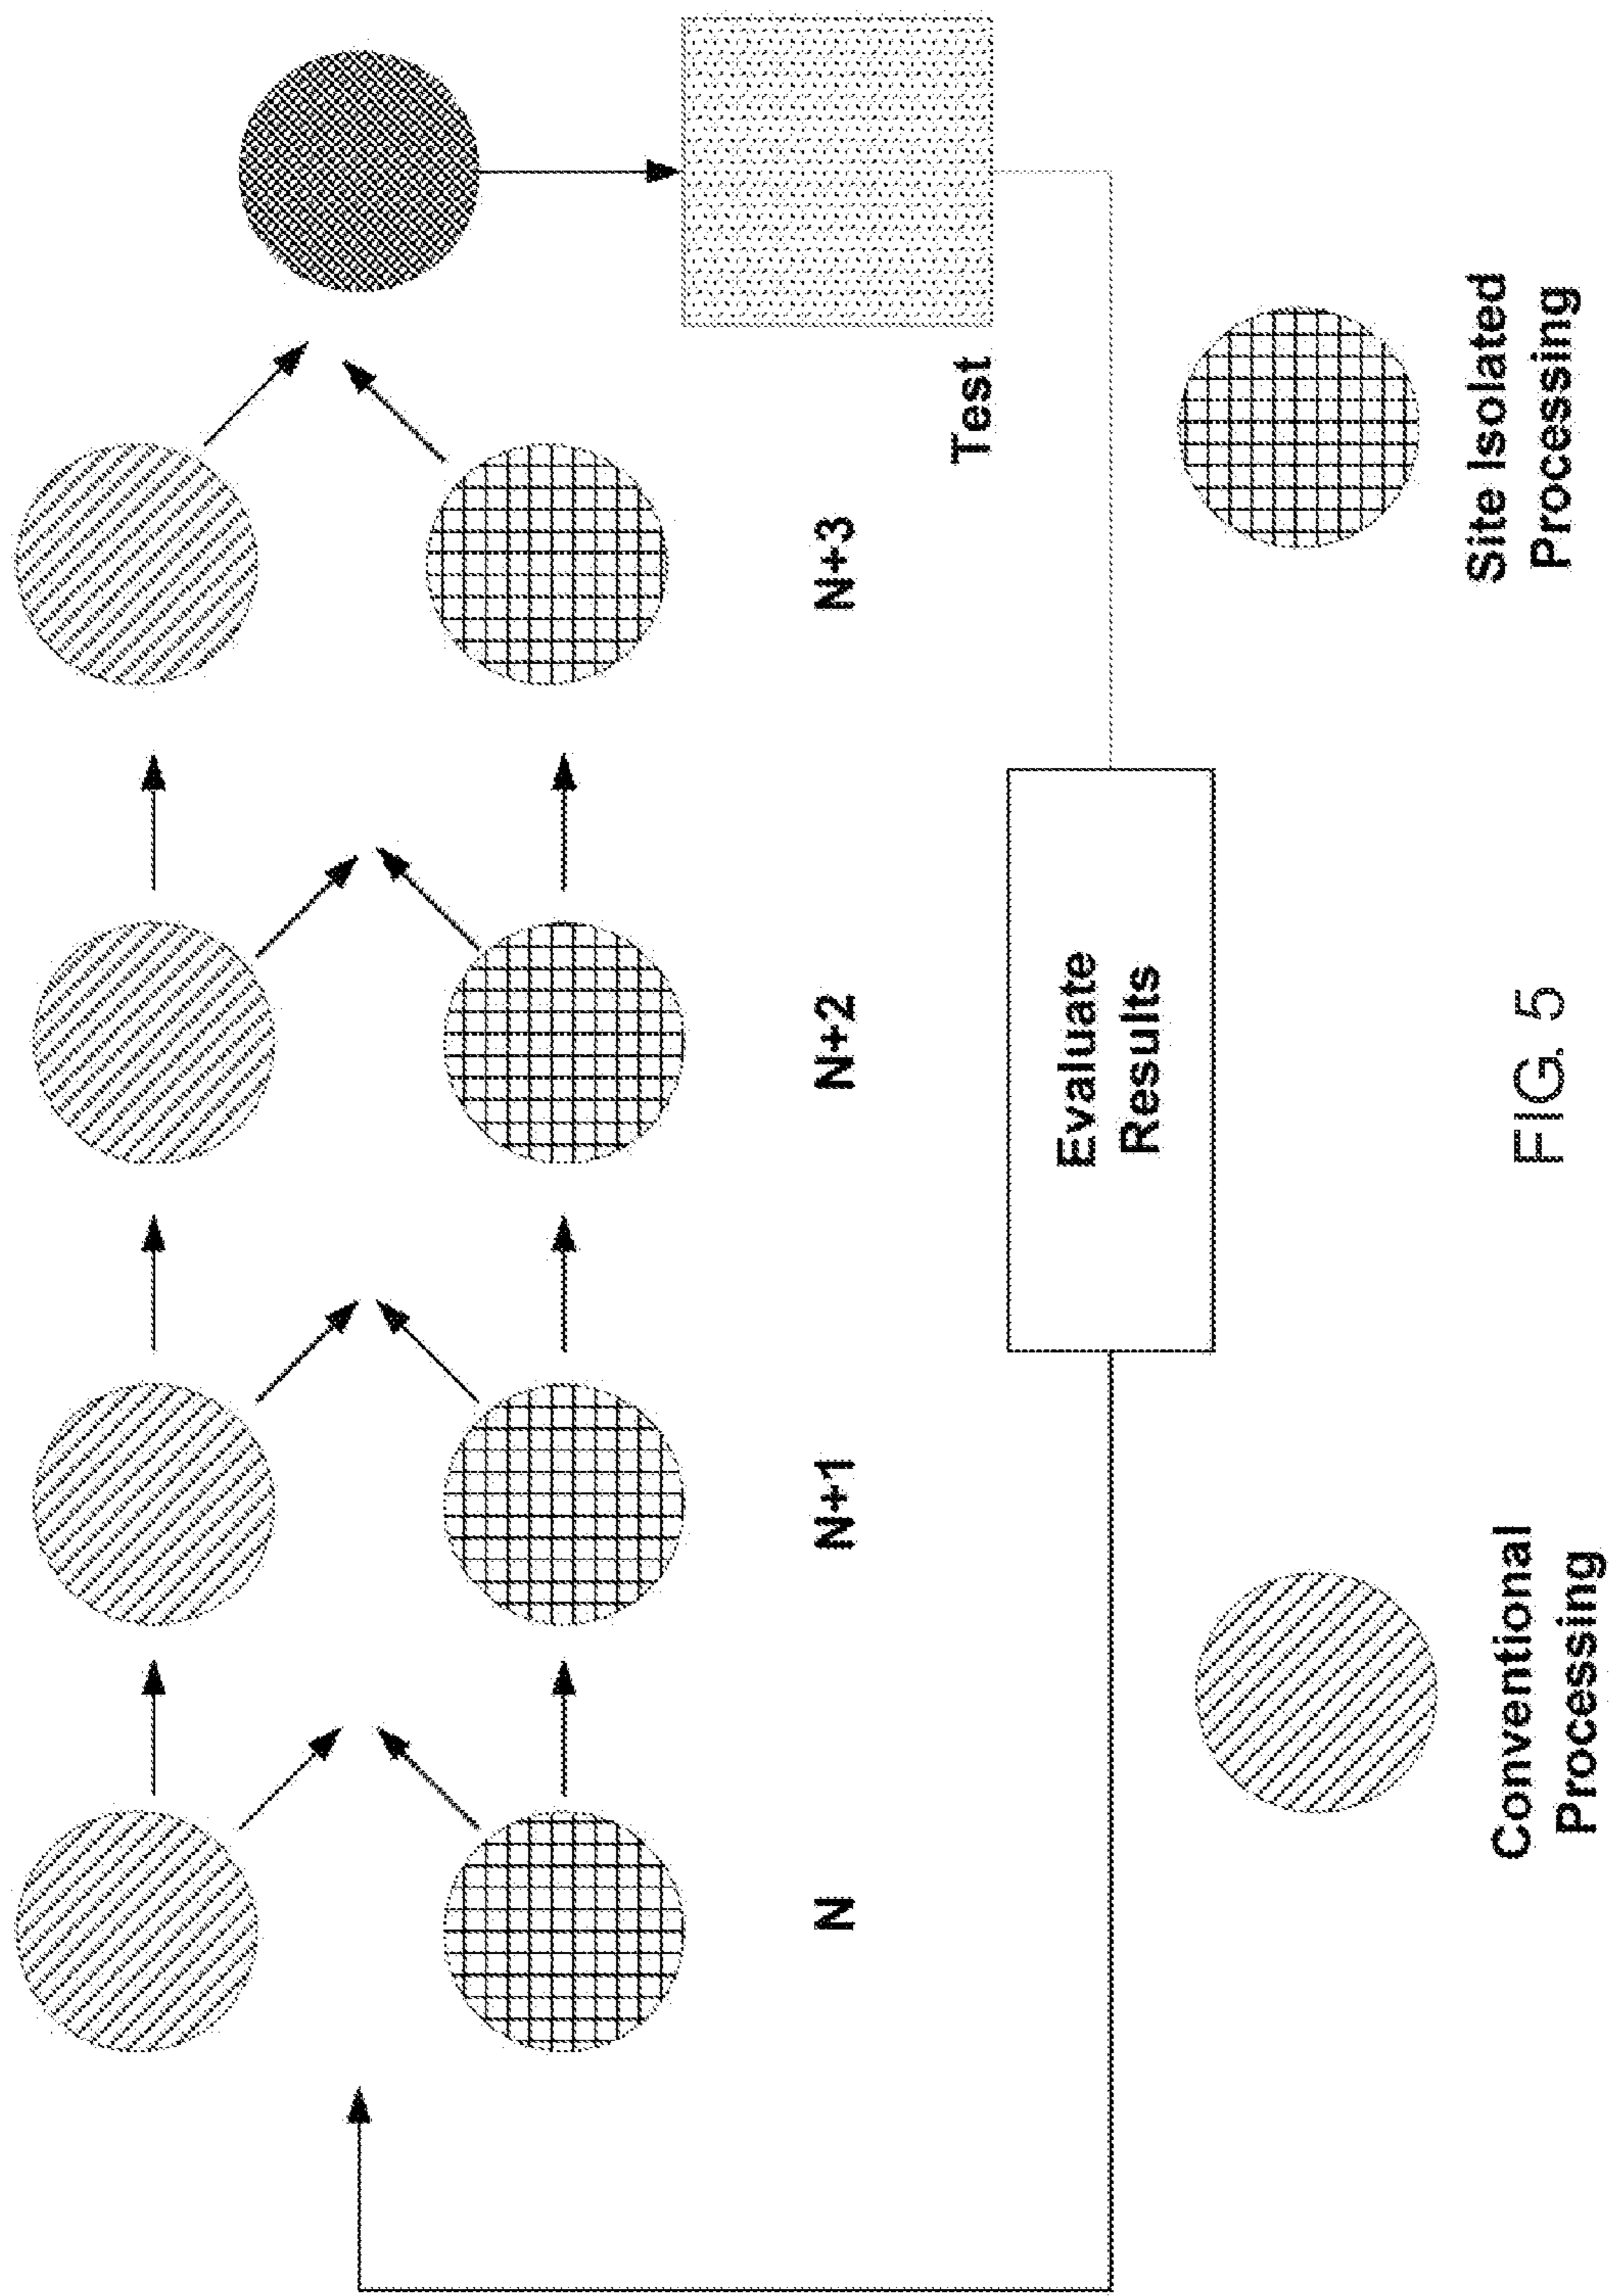 N
N+1
N+2
N+3
Test
Evaluate
Results
Conventional
Processing
Site Isolated
Processing
FIG. 5